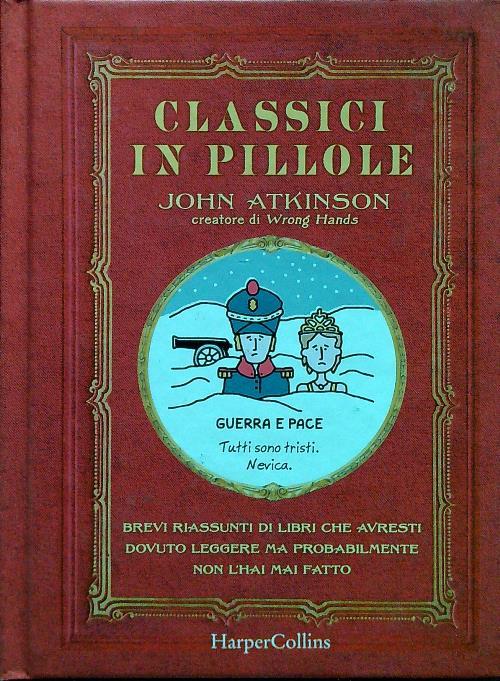 CLASSICI
IN PILLOLE
JOHN ATKINSON
creatore di Wrong Hands
GUERRA E PACE
Tutti sono tristi.
Nevica.
BREVI RIASSUNTI DI LIBRI CHE AVRESTI
DOVUTO LEGGERE MA PROBABILMENTE
NON L'HAI MAI FATTO
HarperCollins